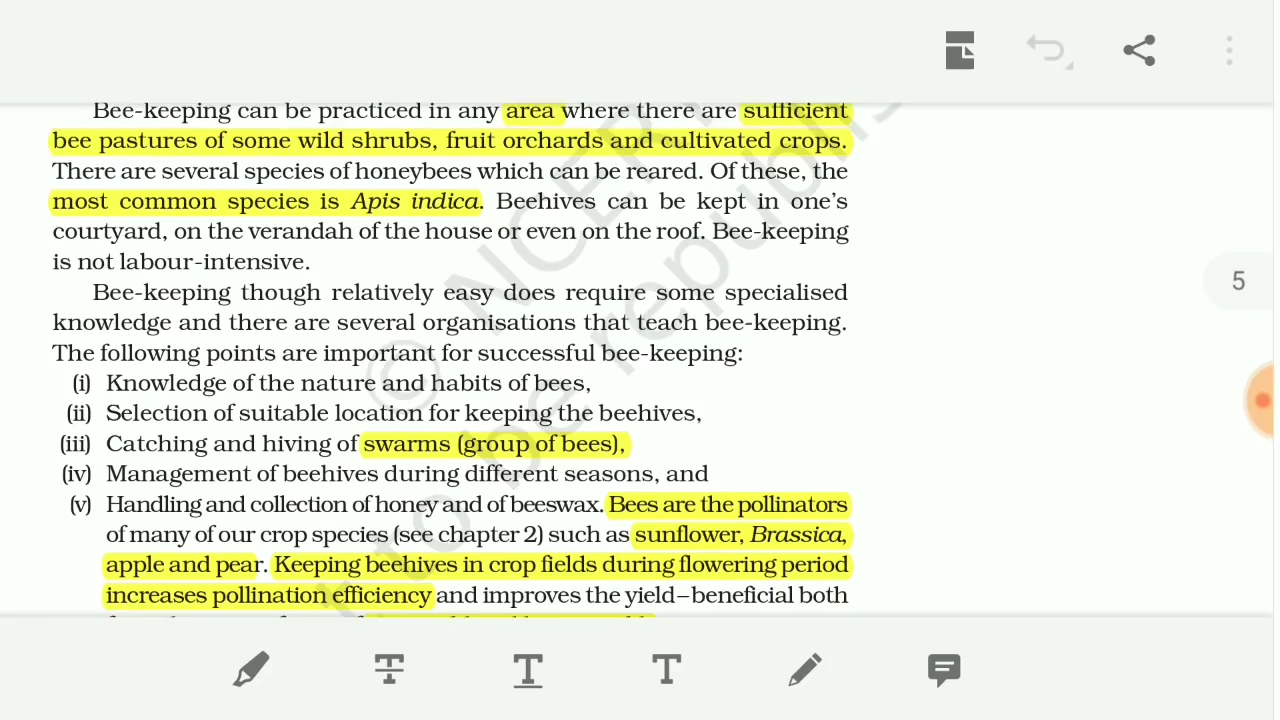 Bee-keeping can be practiced in any area where there are sufficient
bee pastures of some wild shrubs, fruit orchards and cultivated crops.
There are several species of honeybees which can be reared. Of these, the
most common species is Apis indica. Beehives can be kept in one's
courtyard, on the verandah of the house or even on the roof. Bee-keeping
is not labour-intensive.
Bee-keeping though relatively easy does require some specialised
knowledge and there are several organisations that teach bee-keeping.
The following points are important for successful bee-keeping:
(i) Knowledge of the nature and habits of bees,
(ii) Selection of suitable location for keeping the beehives,
(iii) Catching and hiving of swarms (group of bees),
(iv) Management of beehives during different seasons, and
(v) Handling and collection of honey and of beeswax. Bees are the pollinators
of many of our crop species (see chapter 2) such as sunflower, Brassica,
apple and pear. Keeping beehives in crop fields during flowering period
increases pollination efficiency and improves the yield–beneficial both
5
© NCER
t to be republis